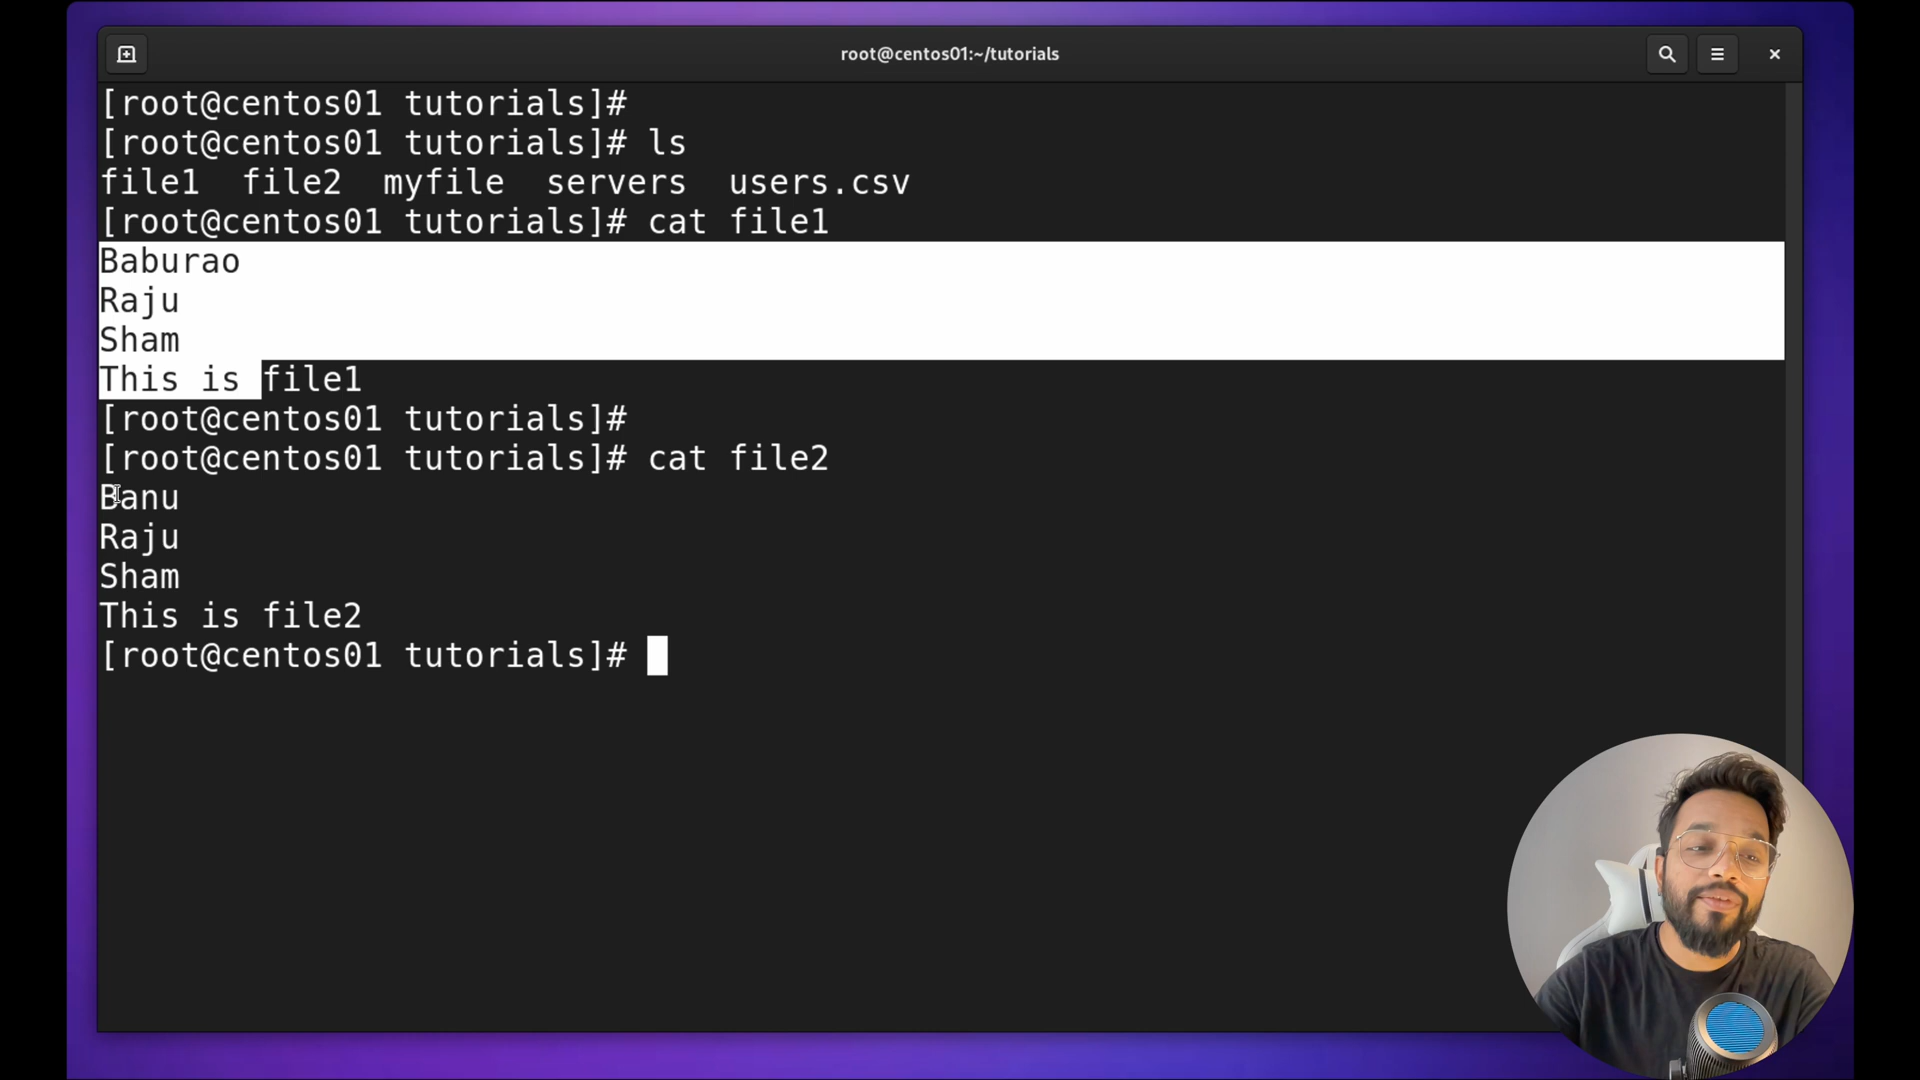 root@centos01:~/tutorials
[root@centos01 tutorials]#
[root@centos01 tutorials]# ls
file1  file2  myfile  servers  users.csv
[root@centos01 tutorials]# cat file1
Baburao
Raju
Sham
This is file1
[root@centos01 tutorials]#
[root@centos01 tutorials]# cat file2
Banu
Raju
Sham
This is file2
[root@centos01 tutorials]#